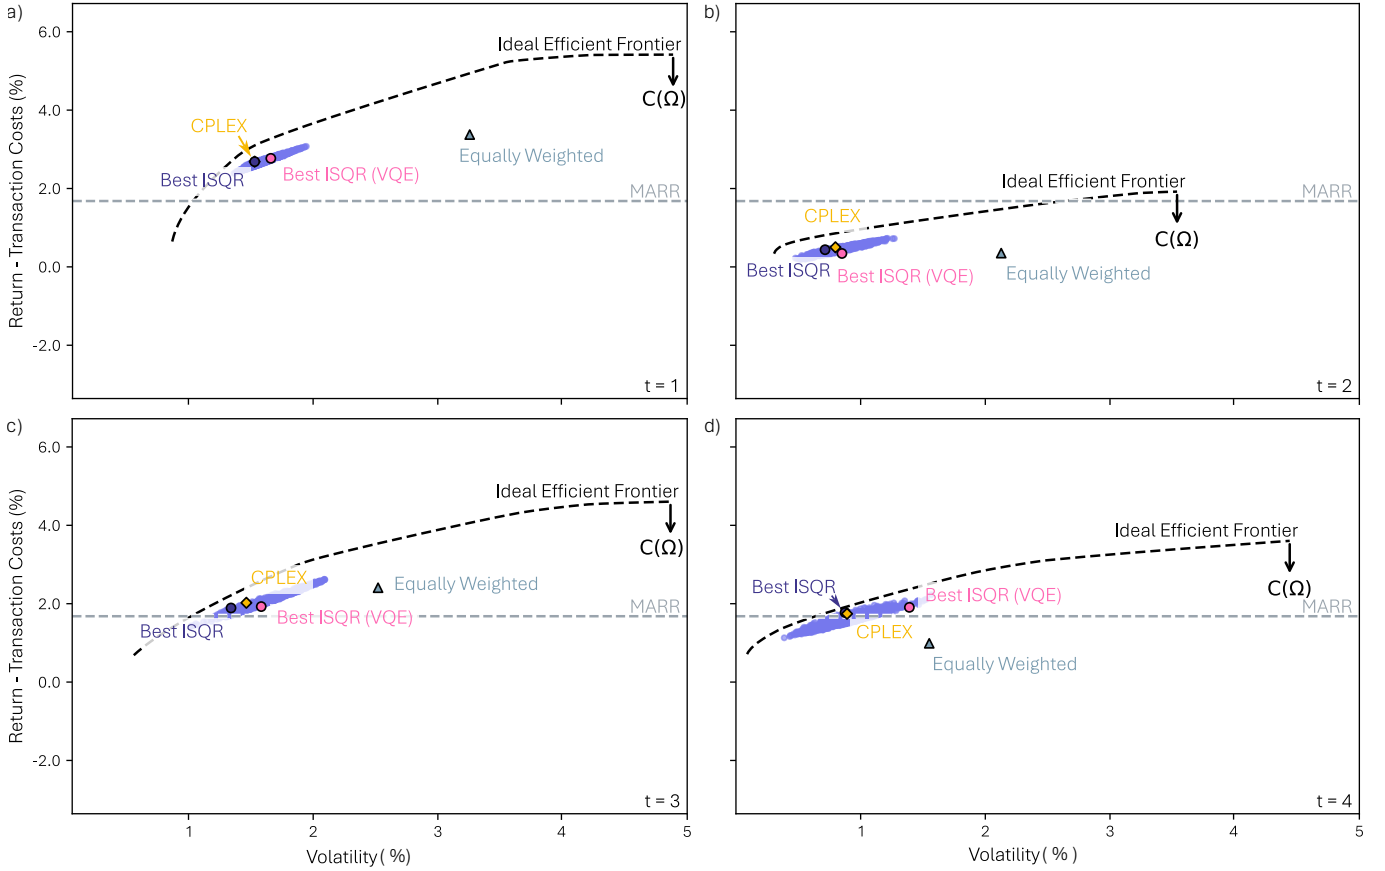 a)
6.0
4.0
2.0
0.0
-2.0
Return - Transaction Costs (%)
Ideal Efficient Frontier
C(Ω)
CPLEX
Equally Weighted
Best ISQR
Best ISQR (VQE)
MARR
t = 1
b)
Ideal Efficient Frontier
MARR
CPLEX
C(Ω)
Best ISQR
Best ISQR (VQE)
Equally Weighted
t = 2
c)
6.0
4.0
2.0
0.0
-2.0
Return - Transaction Costs (%)
Ideal Efficient Frontier
C(Ω)
CPLEX
Equally Weighted
MARR
Best ISQR
Best ISQR (VQE)
t = 3
1
2
3
4
5
Volatility ( %)
d)
Ideal Efficient Frontier
Best ISQR
Best ISQR (VQE)
C(Ω)
MARR
CPLEX
Equally Weighted
t = 4
1
2
3
4
5
Volatility ( % )